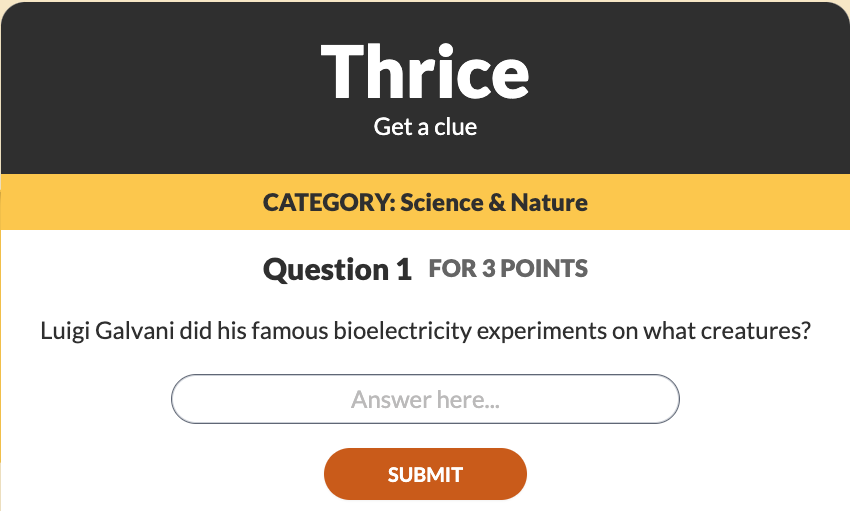 Thrice
Get a clue
CATEGORY: Science & Nature
Question 1 FOR 3 POINTS
Luigi Galvani did his famous bioelectricity experiments on what creatures?
Answer here...
SUBMIT